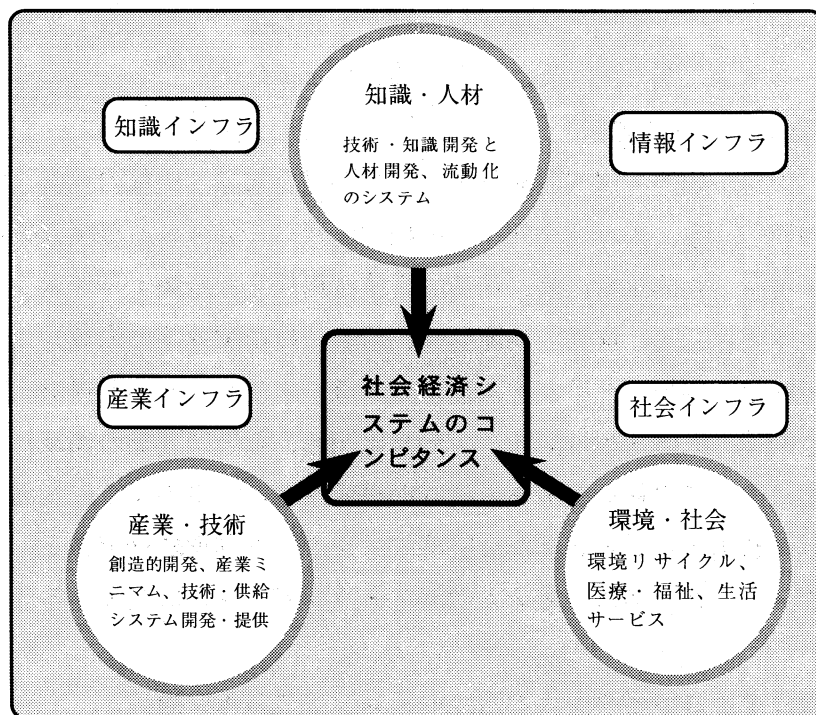 知識・人材
技術・知識開発と
人材開発、流動化
のシステム
知識インフラ
情報インフラ
社会経済シ
ステムのコ
ンピタンス
産業インフラ
社会インフラ
産業・技術
創造的開発、産業ミ
ニマム、技術・供給
システム開発・提供
環境・社会
環境リサイクル、
医療・福祉、生活
サービス